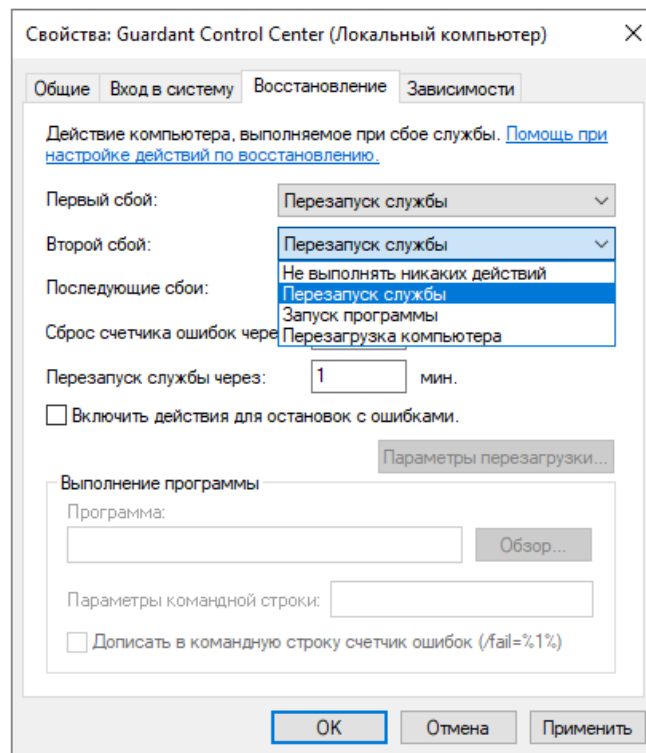 Свойства: Guardant Control Center (Локальный компьютер)
Общие Вход в систему Восстановление Зависимости
Действие компьютера, выполняемое при сбое службы. Помощь при
настройке действий по восстановлению.
Первый сбой: Перезапуск службы
Второй сбой: Перезапуск службы
Не выполнять никаких действий
Последующие сбои: Перезапуск службы
Запуск программы
Сброс счетчика ошибок чере Перезагрузка компьютера
Перезапуск службы через: 1 мин.
Включить действия для остановок с ошибками.
Параметры перезагрузки...
Выполнение программы
Программа:
Обзор...
Параметры командной строки:
Дописать в командную строку счетчик ошибок (/fail=%1%)
OK Отмена Применить